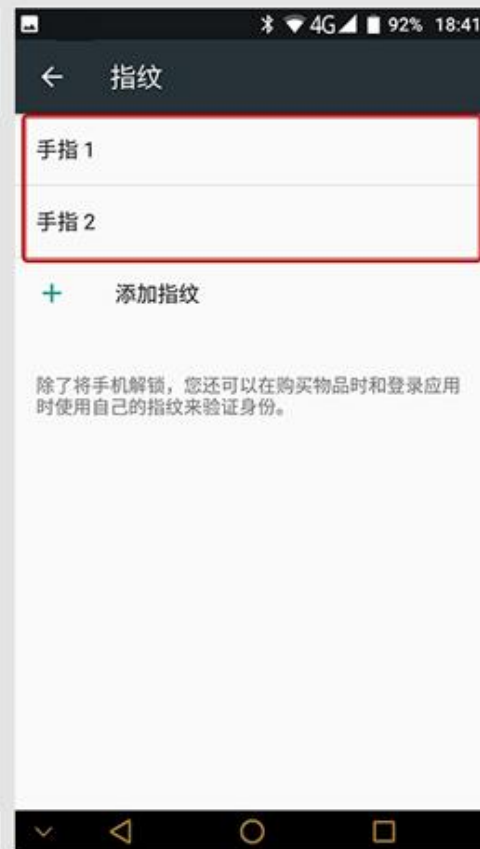 4G 92% 18:41
指纹
手指 1
手指 2
添加指纹
除了将手机解锁，您还可以在购买物品时和登录应用
时使用自己的指纹来验证身份。